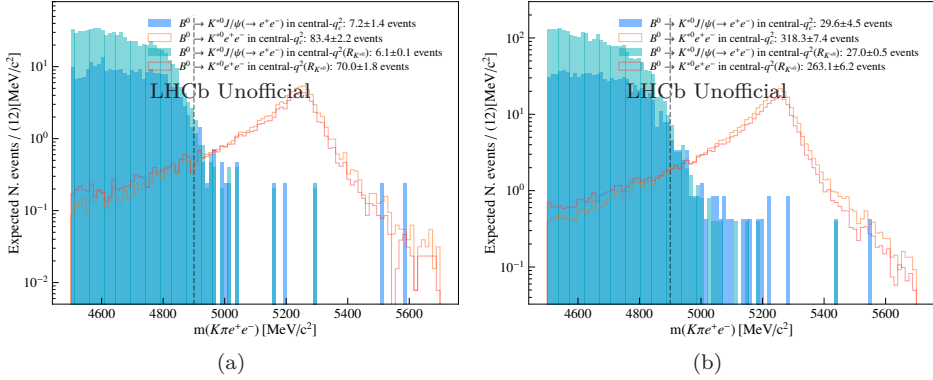 B⁰ → K*⁰J/ψ(→ e⁺e⁻) in central-q²_c: 7.2±1.4 events
B⁰ → K*⁰e⁺e⁻ in central-q²_c: 83.4±2.2 events
B⁰ → K*⁰J/ψ(→ e⁺e⁻) in central-q²(R_K*⁰): 6.1±0.1 events
B⁰ → K*⁰e⁺e⁻ in central-q²(R_K*⁰): 70.0±1.8 events
LHCb Unofficial
Expected N. events / (12)[MeV/c²]
10¹
10⁰
10⁻¹
10⁻²
4600 4800 5000 5200 5400 5600
m(Kπe⁺e⁻) [MeV/c²]
(a)
B⁰ → K*⁰J/ψ(→ e⁺e⁻) in central-q²_c: 29.6±4.5 events
B⁰ → K*⁰e⁺e⁻ in central-q²_c: 318.3±7.4 events
B⁰ → K*⁰J/ψ(→ e⁺e⁻) in central-q²(R_K*⁰): 27.0±0.5 events
B⁰ → K*⁰e⁺e⁻ in central-q²(R_K*⁰): 263.1±6.2 events
LHCb Unofficial
Expected N. events / (12)[MeV/c²]
10²
10¹
10⁰
10⁻¹
4600 4800 5000 5200 5400 5600
m(Kπe⁺e⁻) [MeV/c²]
(b)